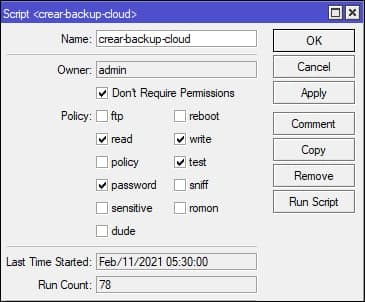 Script <crear-backup-cloud>
Name: crear-backup-cloud OK
Owner: admin Cancel
Don't Require Permissions Apply
Policy: ftp reboot Comment
read write Copy
policy test Remove
password sniff Run Script
sensitive romon
dude
Last Time Started: Feb/11/2021 05:30:00
Run Count: 78